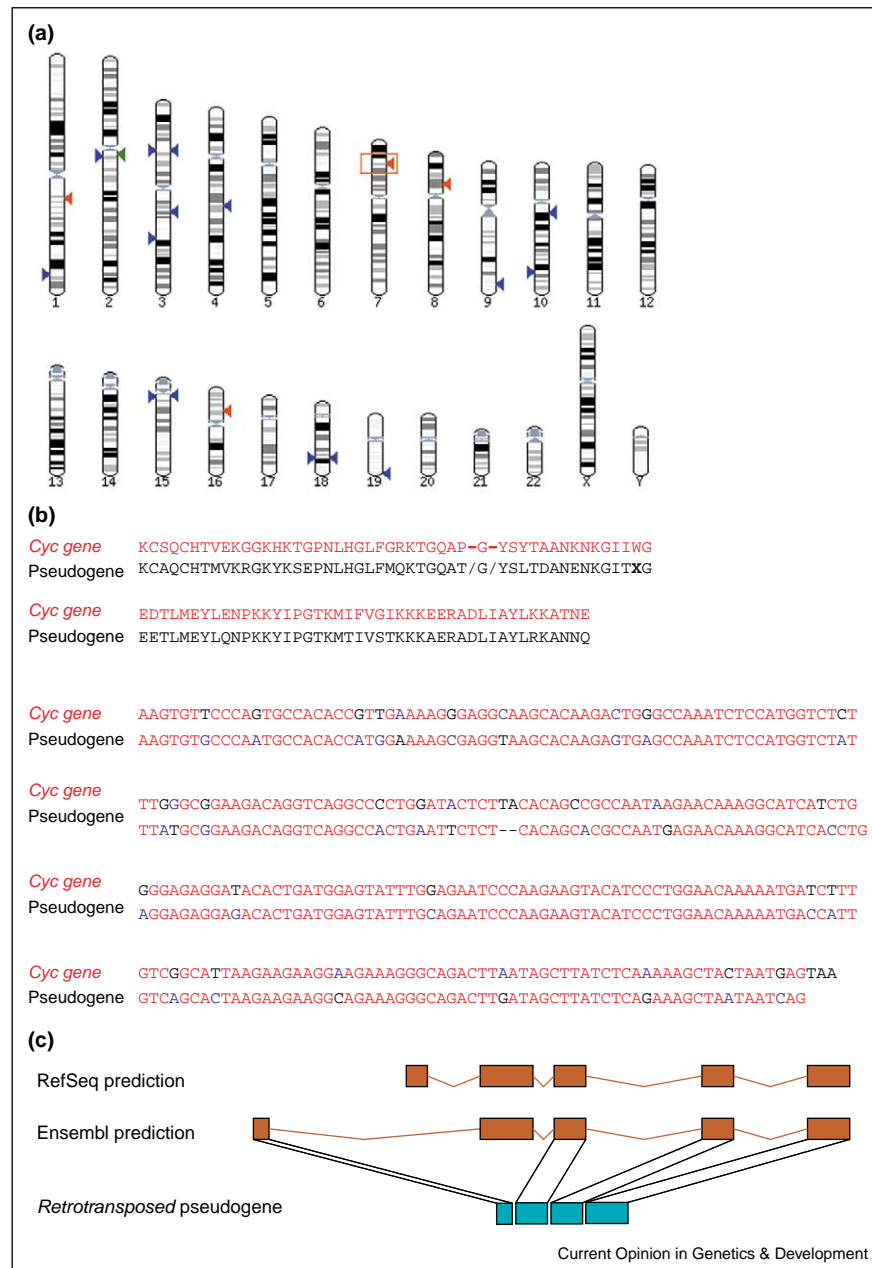 (a)
1 2 3 4 5 6 7 8 9 10 11 12
13 14 15 16 17 18 19 20 21 22 X Y
(b)
Cyc gene KCSQCHTVEKGGKHKTGPNLHGLFGRKTGQAP-G-YSYTAANKNKGIIWG
Pseudogene KCAQCHTMVKRGKYKSEPNLHGLFMQKTGQAT/G/YSLTDANENKGITXG
Cyc gene EDTLMEYLENPKKYIPGTKMIFVGIKKKEERADLIAYLKKATNE
Pseudogene EETLMEYLQNPKKYIPGTKMTIVSTKKKAERADLIAYLRKANNQ
Cyc gene AAGTGTTCCCAGTGCCACACCGTTGAAAAGGGAGGCAAGCACAAGACTGGGCCAAATCTCCATGGTCTCT
Pseudogene AAGTGTGCCCAATGCCACACCATGGAAAAGCGAGGTAAGCACAAGAGTGAGCCAAATCTCCATGGTCTAT
Cyc gene TTGGGCGGAAGACAGGTCAGGCCCCTGGATACTCTTACACAGCCGCCAATAAGAACAAAGGCATCATCTG
Pseudogene TTATGCGGAAGACAGGTCAGGCCACTGAATTCTCT--CACAGCACGCCAATGAGAACAAAGGCATCACCTG
Cyc gene GGGAGAGGATACACTGATGGAGTATTTGGAGAATCCCAAGAAGTACATCCCTGGAACAAAAATGATCTTT
Pseudogene AGGAGAGGAGACACTGATGGAGTATTTGCAGAATCCCAAGAAGTACATCCCTGGAACAAAAATGACCATT
Cyc gene GTCGGCATTAAGAAGAAGGAAGAAAGGGCAGACTTAATAGCTTATCTCAAAAAGCTACTAATGAGTAA
Pseudogene GTCAGCACTAAGAAGAAGGCAGAAAGGGCAGACTTGATAGCTTATCTCAGAAAGCTAATAATCAG
(c)
RefSeq prediction
Ensembl prediction
Retrotransposed pseudogene
Current Opinion in Genetics & Development